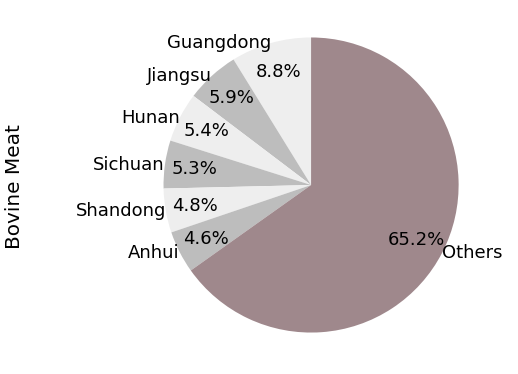 Bovine Meat
Guangdong
8.8%
Jiangsu
5.9%
Hunan
5.4%
Sichuan
5.3%
Shandong
4.8%
Anhui
4.6%
65.2%
Others